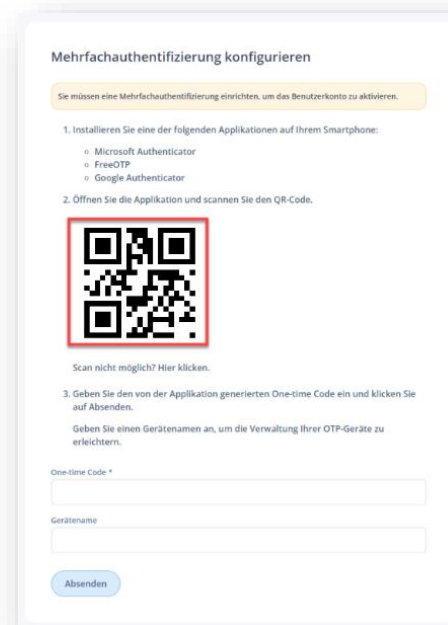 Mehrfachauthentifizierung konfigurieren
Sie müssen eine Mehrfachauthentifizierung einrichten, um das Benutzerkonto zu aktivieren.
1. Installieren Sie eine der folgenden Applikationen auf Ihrem Smartphone:
Microsoft Authenticator
FreeOTP
Google Authenticator
2. Öffnen Sie die Applikation und scannen Sie den QR-Code.
Scan nicht möglich? Hier klicken.
3. Geben Sie den von der Applikation generierten One-time Code ein und klicken Sie
auf Absenden.
Geben Sie einen Gerätenamen an, um die Verwaltung Ihrer OTP-Geräte zu
erleichtern.
One-time Code *
Gerätename
Absenden